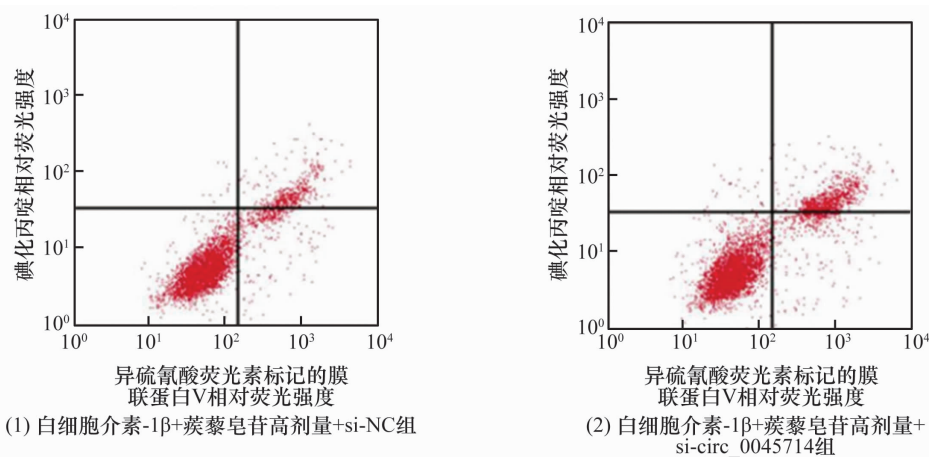 10⁴
10³
10²
10¹
10⁰
碘化丙啶相对荧光强度
10⁰ 10¹ 10² 10³ 10⁴
异硫氰酸荧光素标记的膜
联蛋白V相对荧光强度
(1) 白细胞介素-1β+蒺藜皂苷高剂量+si-NC组
10⁴
10³
10²
10¹
10⁰
碘化丙啶相对荧光强度
10⁰ 10¹ 10² 10³ 10⁴
异硫氰酸荧光素标记的膜
联蛋白V相对荧光强度
(2) 白细胞介素-1β+蒺藜皂苷高剂量+
si-circ_0045714组